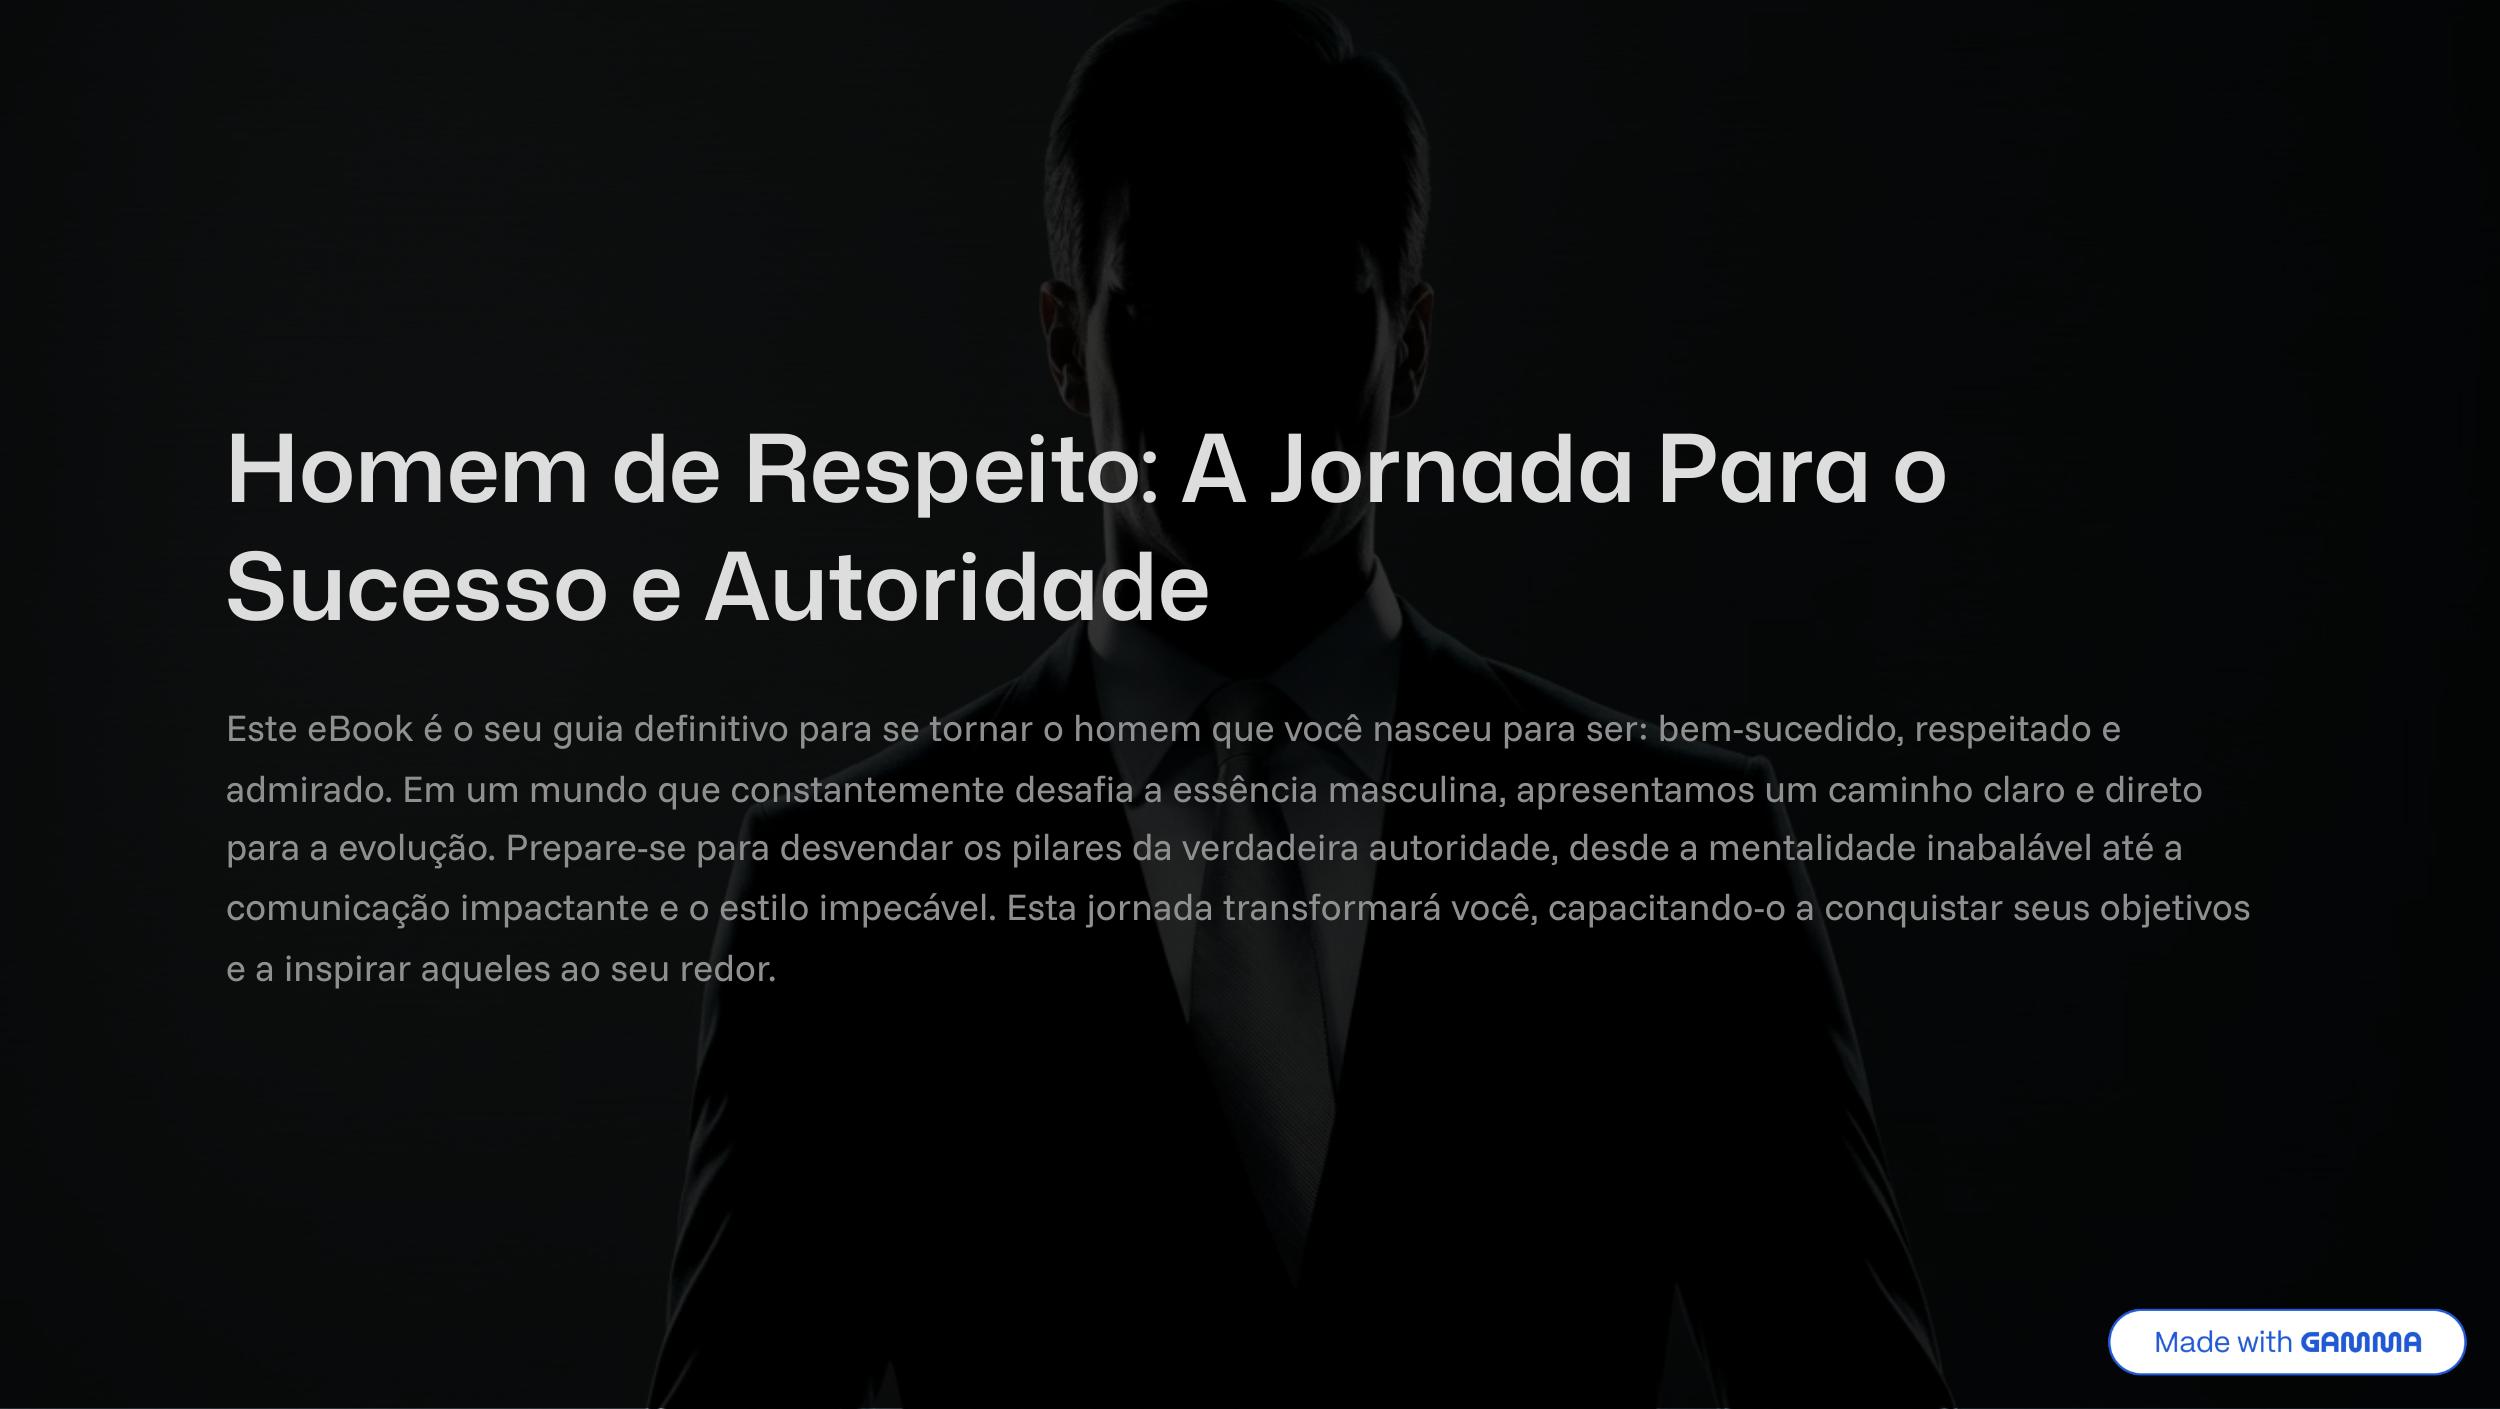 Homem de Respeito: A Jornada Para o
Sucesso e Autoridade
Este eBook é o seu guia definitivo para se tornar o homem que você nasceu para ser: bem-sucedido, respeitado e
admirado. Em um mundo que constantemente desafia a essência masculina, apresentamos um caminho claro e direto
para a evolução. Prepare-se para desvendar os pilares da verdadeira autoridade, desde a mentalidade inabalável até a
comunicação impactante e o estilo impecável. Esta jornada transformará você, capacitando-o a conquistar seus objetivos
e a inspirar aqueles ao seu redor.
Made with GAMMA